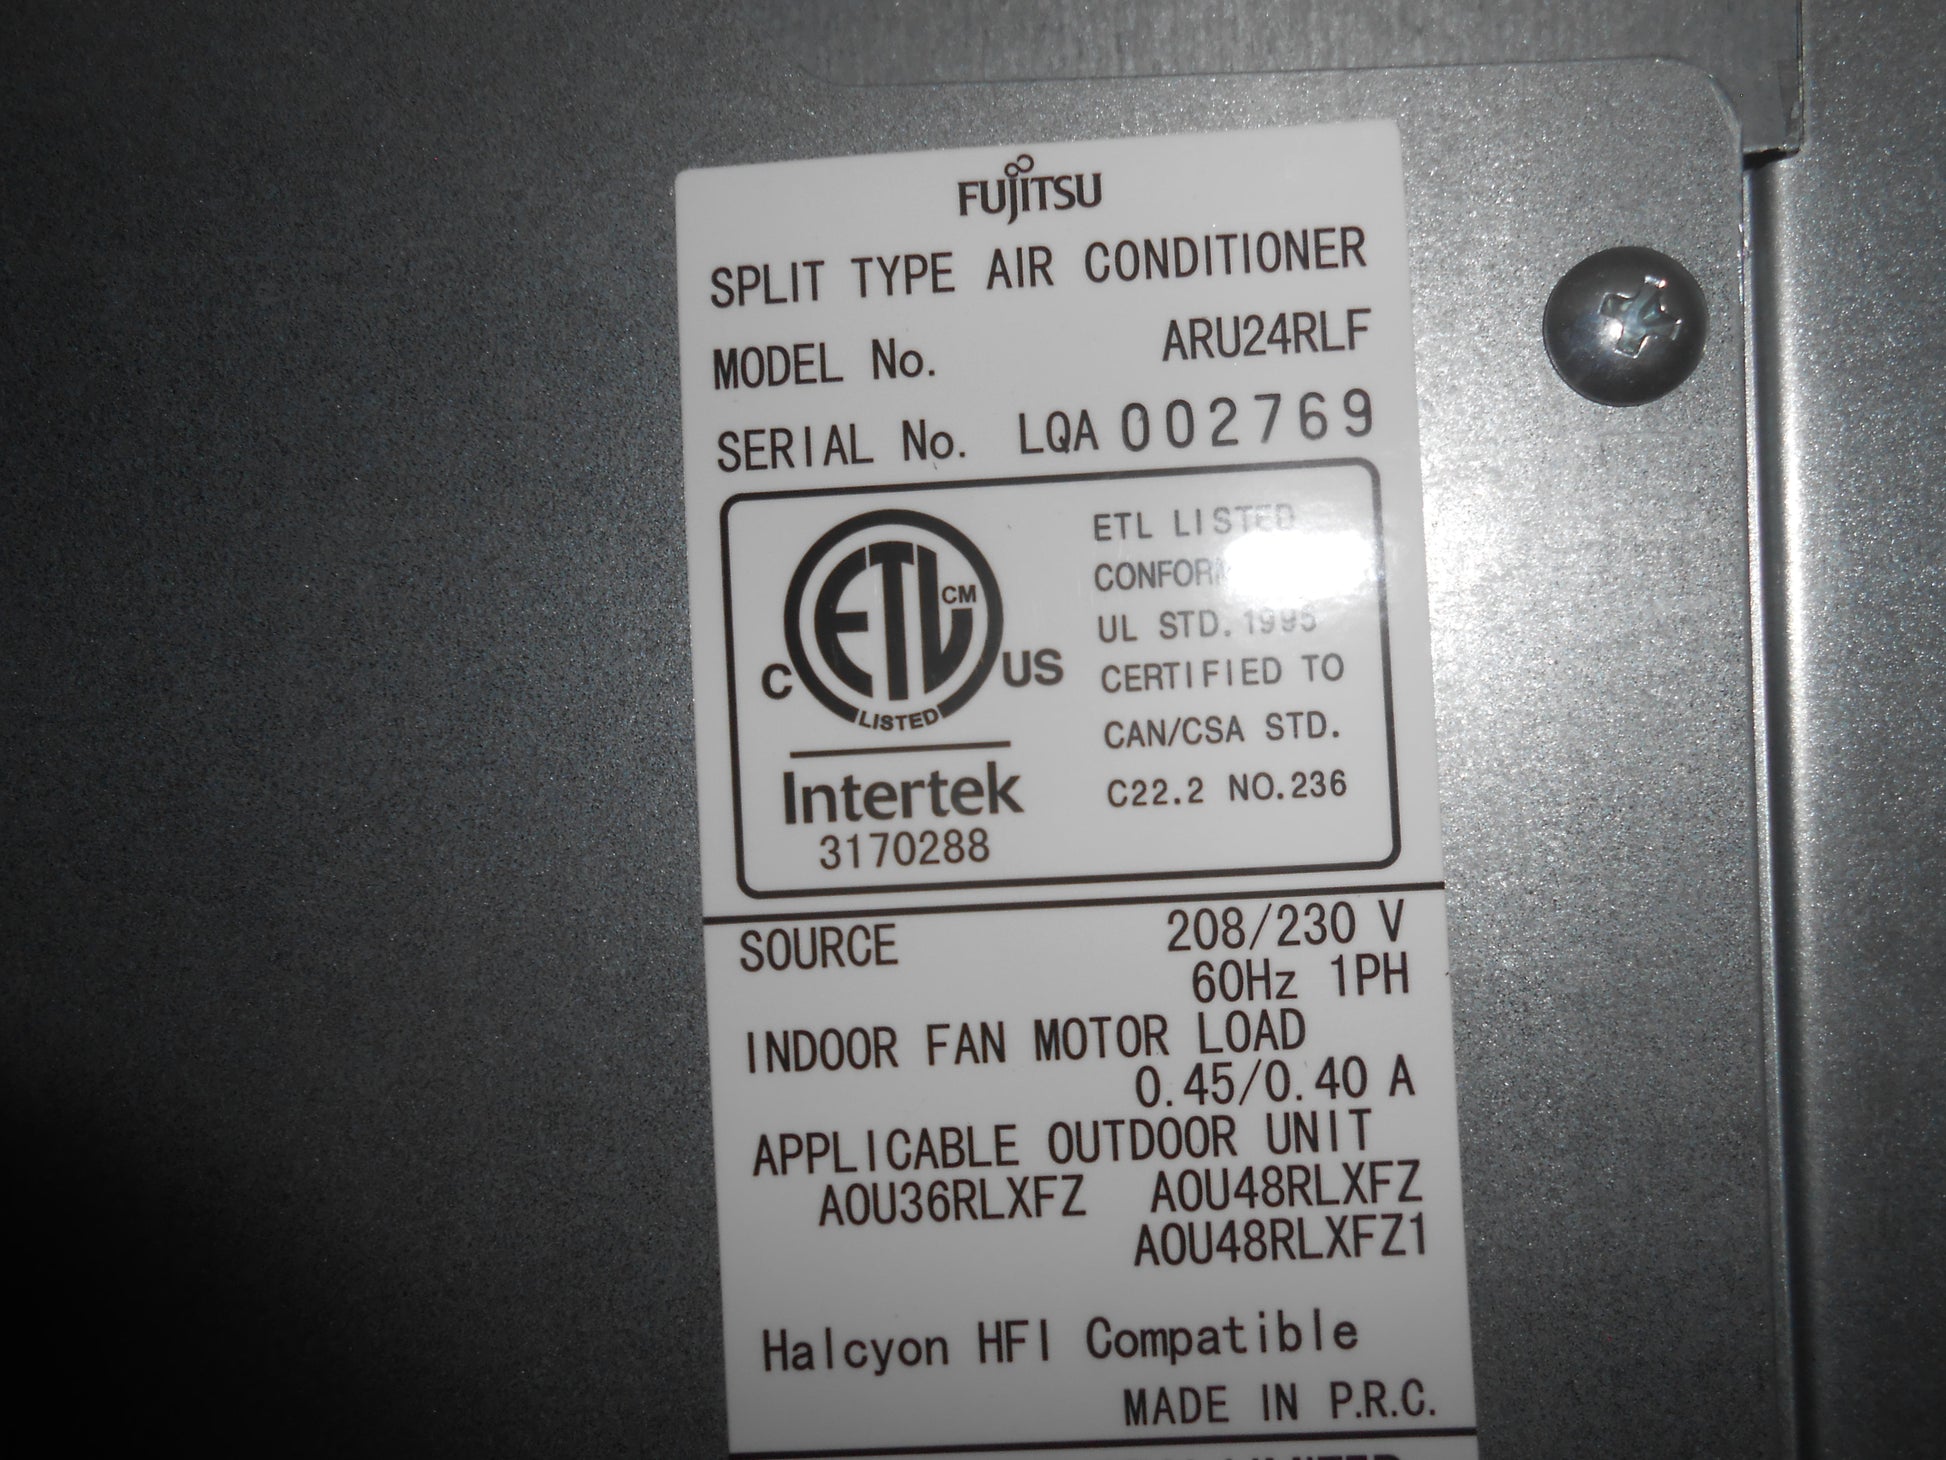 FUJITSU
SPLIT TYPE AIR CONDITIONER
MODEL No. ARU24RLF
SERIAL No. LQA 002769
ETL CM
LISTED
C US
Intertek
3170288
ETL LISTED
UL STD. 1995
CERTIFIED TO
CAN/CSA STD.
C22.2 NO.236
SOURCE 208/230 V
60Hz 1PH
INDOOR FAN MOTOR LOAD
0.45/0.40 A
APPLICABLE OUTDOOR UNIT
AOU36RLXFZ AOU48RLXFZ
AOU48RLXFZ1
Halcyon HFI Compatible
MADE IN P.R.C.